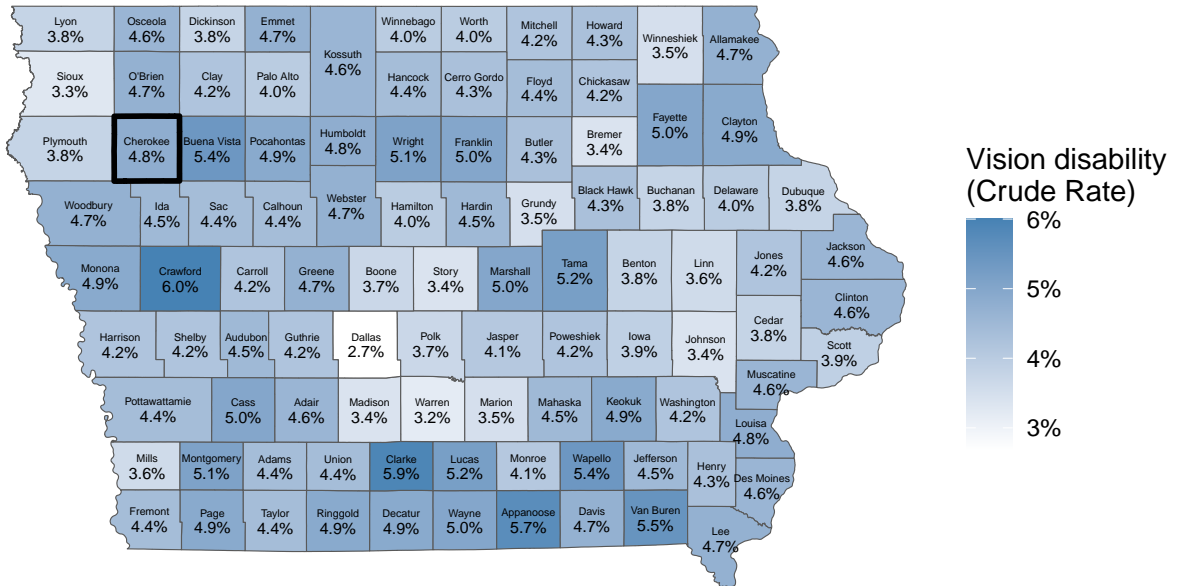 Lyon
3.8%
Osceola
4.6%
Dickinson
3.8%
Emmet
4.7%
Kossuth
4.6%
Winnebago
4.0%
Worth
4.0%
Mitchell
4.2%
Howard
4.3%
Winneshiek
3.5%
Allamakee
4.7%
Sioux
3.3%
O'Brien
4.7%
Clay
4.2%
Palo Alto
4.0%
Hancock
4.4%
Cerro Gordo
4.3%
Floyd
4.4%
Chickasaw
4.2%
Fayette
5.0%
Clayton
4.9%
Plymouth
3.8%
Cherokee
4.8%
Buena Vista
5.4%
Pocahontas
4.9%
Humboldt
4.8%
Wright
5.1%
Franklin
5.0%
Butler
4.3%
Bremer
3.4%
Woodbury
4.7%
Ida
4.5%
Sac
4.4%
Calhoun
4.4%
Webster
4.7%
Hamilton
4.0%
Hardin
4.5%
Grundy
3.5%
Black Hawk
4.3%
Buchanan
3.8%
Delaware
4.0%
Dubuque
3.8%
Monona
4.9%
Crawford
6.0%
Carroll
4.2%
Greene
4.7%
Boone
3.7%
Story
3.4%
Marshall
5.0%
Tama
5.2%
Benton
3.8%
Linn
3.6%
Jones
4.2%
Jackson
4.6%
Clinton
4.6%
Harrison
4.2%
Shelby
4.2%
Audubon
4.5%
Guthrie
4.2%
Dallas
2.7%
Polk
3.7%
Jasper
4.1%
Poweshiek
4.2%
Iowa
3.9%
Johnson
3.4%
Cedar
3.8%
Scott
3.9%
Muscatine
4.6%
Pottawattamie
4.4%
Cass
5.0%
Adair
4.6%
Madison
3.4%
Warren
3.2%
Marion
3.5%
Mahaska
4.5%
Keokuk
4.9%
Washington
4.2%
Louisa
4.8%
Mills
3.6%
Montgomery
5.1%
Adams
4.4%
Union
4.4%
Clarke
5.9%
Lucas
5.2%
Monroe
4.1%
Wapello
5.4%
Jefferson
4.5%
Henry
4.3%
Des Moines
4.6%
Fremont
4.4%
Page
4.9%
Taylor
4.4%
Ringgold
4.9%
Decatur
4.9%
Wayne
5.0%
Appanoose
5.7%
Davis
4.7%
Van Buren
5.5%
Lee
4.7%
Vision disability
(Crude Rate)
6%
5%
4%
3%